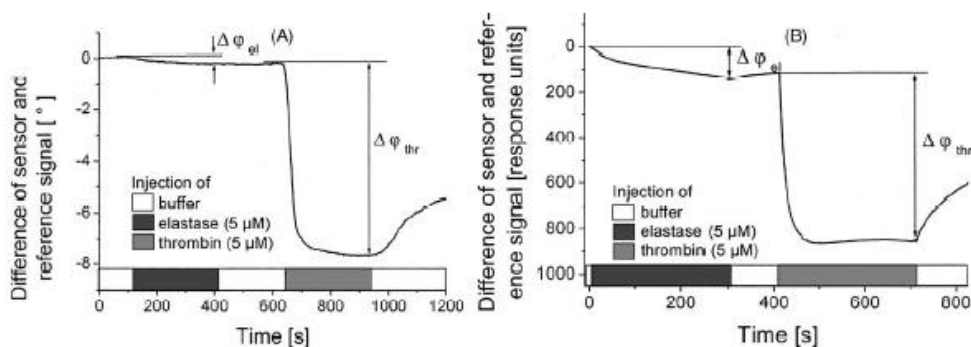 (A)
Δφel
0
-2
-4
-6
-8
Difference of sensor and
reference signal [°]
Δφthr
Injection of
buffer
elastase (5 µM)
thrombin (5 µM)
0 200 400 600 800 1000 1200
Time [s]
(B)
Δφel
0
200
400
600
800
1000
Difference of sensor and refer-
ence signal [response units]
Δφthr
Injection of
buffer
elastase (5 µM)
thrombin (5 µM)
0 200 400 600 800
Time [s]